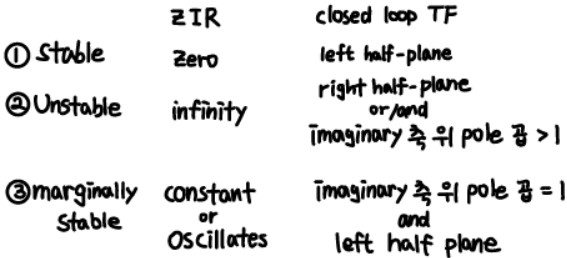 ZIR closed loop TF
① Stable zero left half-plane
② Unstable infinity right half-plane
or/and
imaginary 축 위 pole 곱 > 1
③ marginally stable constant or oscillates imaginary 축 위 pole 곱 = 1
and
left half plane